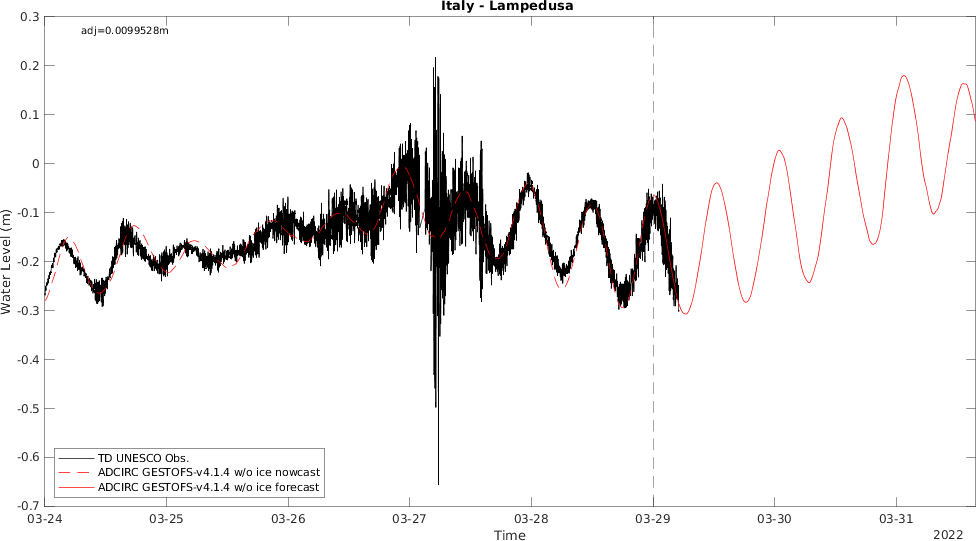 Italy - Lampedusa
adj=0.0099528m
0.3
0.2
0.1
0
-0.1
-0.2
-0.3
-0.4
-0.5
-0.6
-0.7
Water Level (m)
TD UNESCO Obs.
ADCIRC GESTOFS-v4.1.4 w/o ice nowcast
ADCIRC GESTOFS-v4.1.4 w/o ice forecast
03-24 03-25 03-26 03-27 03-28 03-29 03-30 03-31
Time
2022